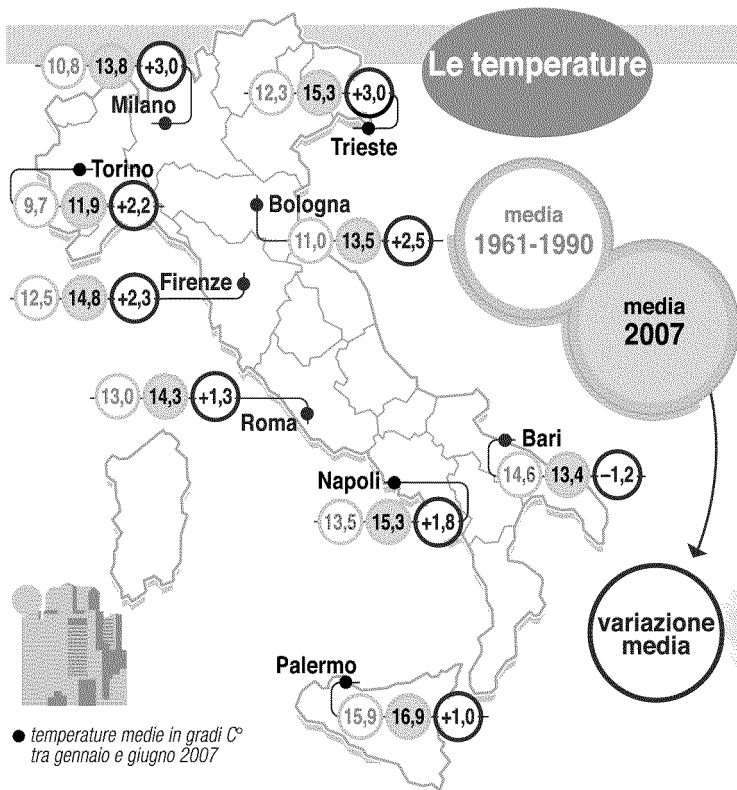 Le temperature
10,8 13,8 +3,0
Milano
12,3 15,3 +3,0
Trieste
Torino
9,7 11,9 +2,2
Bologna
11,0 13,5 +2,5
media
1961-1990
Firenze
12,5 14,8 +2,3
media
2007
13,0 14,3 +1,3
Roma
Bari
14,6 13,4 –1,2
Napoli
13,5 15,3 +1,8
variazione
media
Palermo
15,9 16,9 +1,0
temperature medie in gradi C°
tra gennaio e giugno 2007